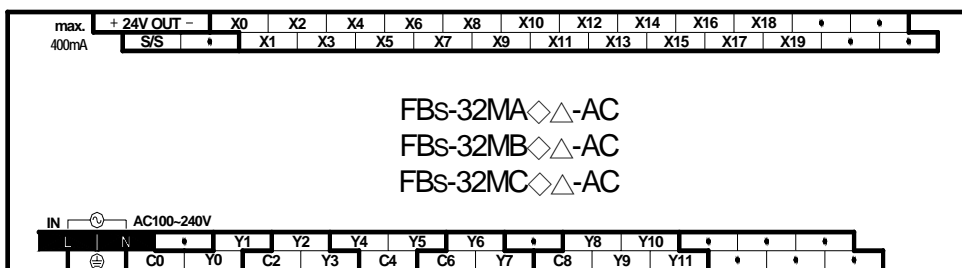 max. + 24V OUT − X0 X2 X4 X6 X8 X10 X12 X14 X16 X18
400mA S/S X1 X3 X5 X7 X9 X11 X13 X15 X17 X19
FBs-32MA◇△-AC
FBs-32MB◇△-AC
FBs-32MC◇△-AC
IN AC100~240V
L N Y1 Y2 Y4 Y5 Y6 Y8 Y10
C0 Y0 C2 Y3 C4 C6 Y7 C8 Y9 Y11